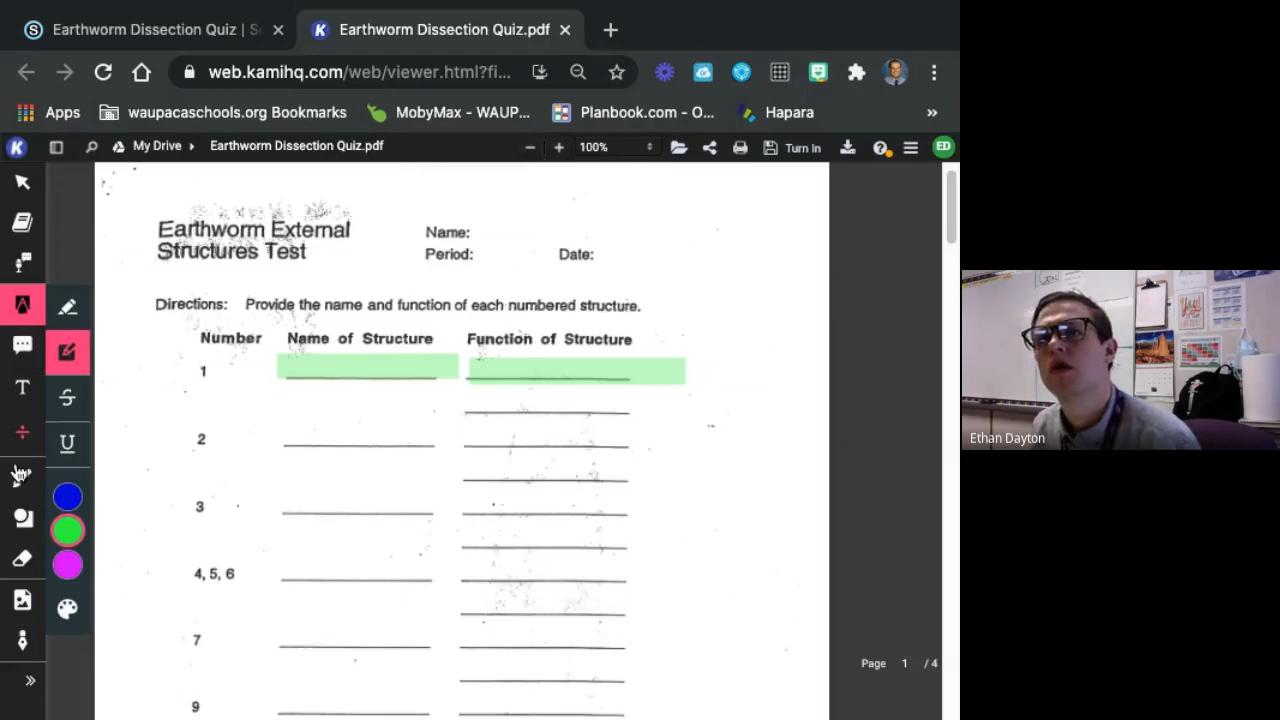 Earthworm Dissection Quiz | S
Earthworm Dissection Quiz.pdf
web.kamihq.com/web/viewer.html?fi...
Apps
waupacaschools.org Bookmarks
MobyMax - WAUP...
Planbook.com - O...
Hapara
»
My Drive
Earthworm Dissection Quiz.pdf
100%
Turn In
ED
Earthworm External
Structures Test
Name:
Period:
Date:
Directions: Provide the name and function of each numbered structure.
Number Name of Structure Function of Structure
1
2
3
4, 5, 6
7
9
Page 1 / 4
Ethan Dayton